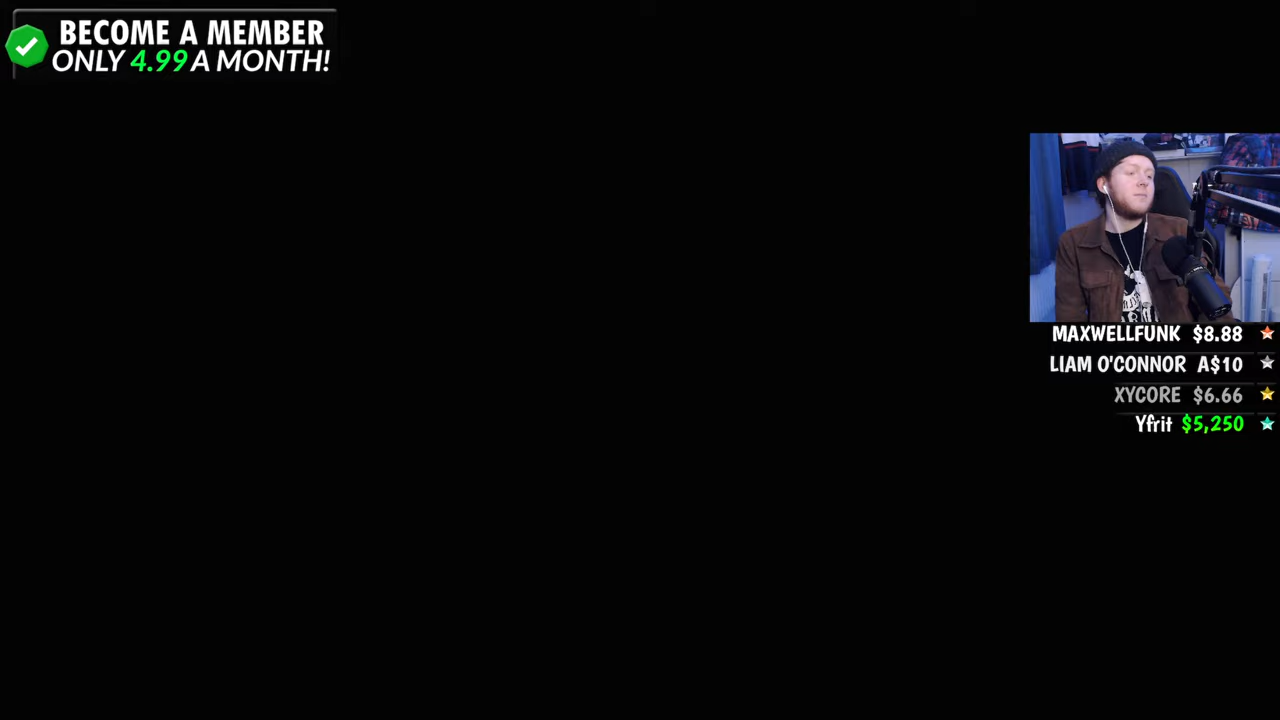 BECOME A MEMBER
ONLY 4.99 A MONTH!
MAXWELLFUNK $8.88
LIAM O'CONNOR A$10
XYCORE $6.66
Yfrit $5,250